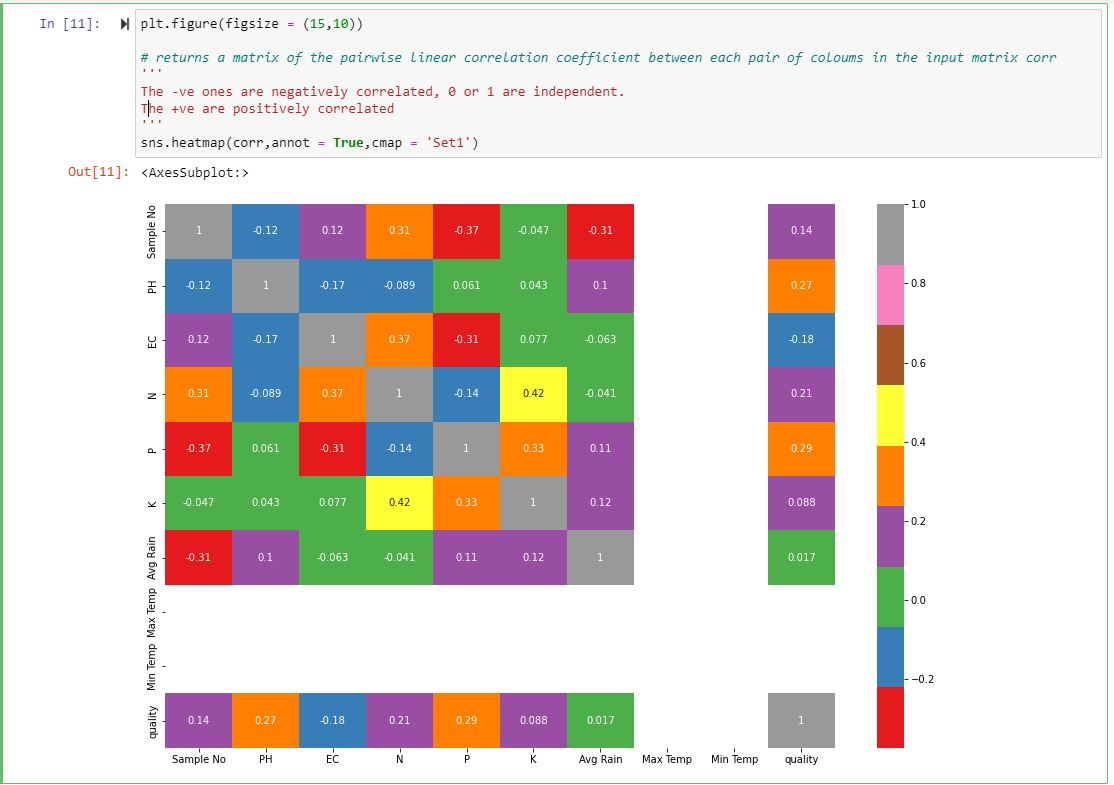 In [11]:
plt.figure(figsize = (15,10))
# returns a matrix of the pairwise linear correlation coefficient between each pair of coloums in the input matrix corr
'''
The -ve ones are negatively correlated, 0 or 1 are independent.
The +ve are positively correlated
'''
sns.heatmap(corr,annot = True,cmap = 'Set1')
Out[11]: <AxesSubplot:>
Sample No 1 -0.12 0.12 0.31 -0.37 -0.047 -0.31 0.14
PH -0.12 1 -0.17 -0.089 0.061 0.043 0.1 0.27
EC 0.12 -0.17 1 0.37 -0.31 0.077 -0.063 -0.18
N 0.31 -0.089 0.37 1 -0.14 0.42 -0.041 0.21
P -0.37 0.061 -0.31 -0.14 1 0.33 0.11 0.29
K -0.047 0.043 0.077 0.42 0.33 1 0.12 0.088
Avg Rain -0.31 0.1 -0.063 -0.041 0.11 0.12 1 0.017
Max Temp
Min Temp
quality 0.14 0.27 -0.18 0.21 0.29 0.088 0.017 1
Sample No PH EC N P K Avg Rain Max Temp Min Temp quality
1.0
0.8
0.6
0.4
0.2
0.0
−0.2